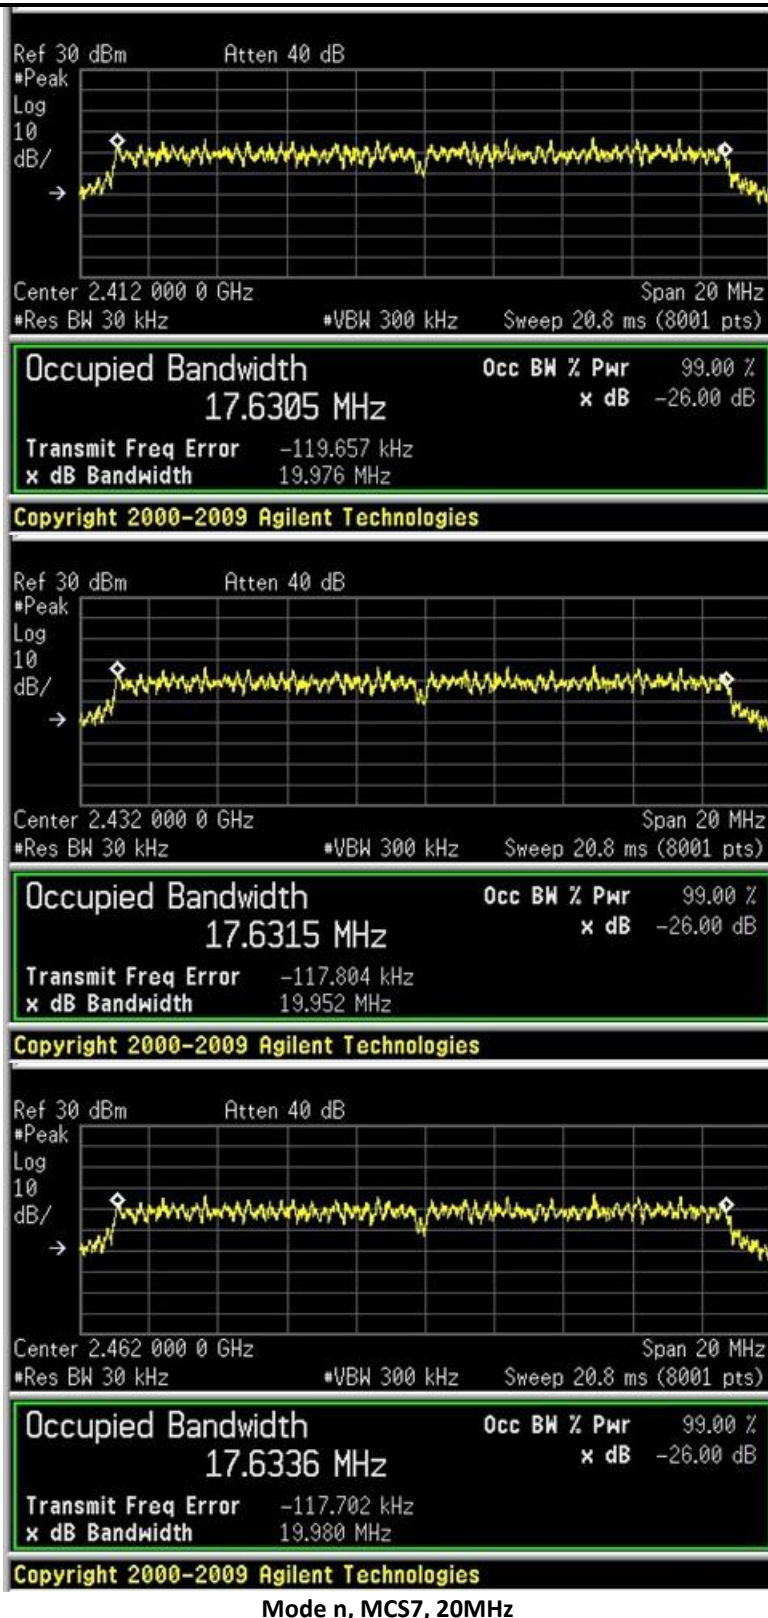 Ref 30 dBm Atten 40 dB
#Peak
Log
10
dB/
Center 2.412 000 0 GHz Span 20 MHz
#Res BW 30 kHz #VBW 300 kHz Sweep 20.8 ms (8001 pts)
Occupied Bandwidth Occ BW % Pwr 99.00 %
17.6305 MHz x dB -26.00 dB
Transmit Freq Error -119.657 kHz
x dB Bandwidth 19.976 MHz
Copyright 2000-2009 Agilent Technologies
Ref 30 dBm Atten 40 dB
#Peak
Log
10
dB/
Center 2.432 000 0 GHz Span 20 MHz
#Res BW 30 kHz #VBW 300 kHz Sweep 20.8 ms (8001 pts)
Occupied Bandwidth Occ BW % Pwr 99.00 %
17.6315 MHz x dB -26.00 dB
Transmit Freq Error -117.804 kHz
x dB Bandwidth 19.952 MHz
Copyright 2000-2009 Agilent Technologies
Ref 30 dBm Atten 40 dB
#Peak
Log
10
dB/
Center 2.462 000 0 GHz Span 20 MHz
#Res BW 30 kHz #VBW 300 kHz Sweep 20.8 ms (8001 pts)
Occupied Bandwidth Occ BW % Pwr 99.00 %
17.6336 MHz x dB -26.00 dB
Transmit Freq Error -117.702 kHz
x dB Bandwidth 19.980 MHz
Copyright 2000-2009 Agilent Technologies
Mode n, MCS7, 20MHz